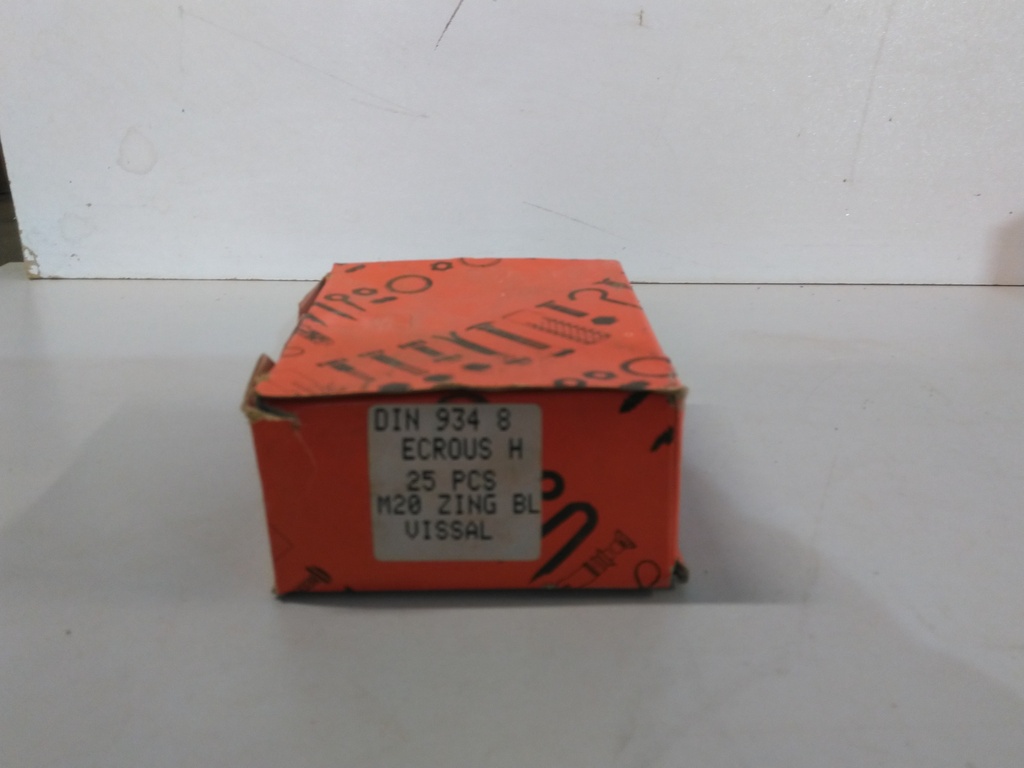 DIN 934 8
ECROUS H
25 PCS
M20 ZING BL
VISSAL